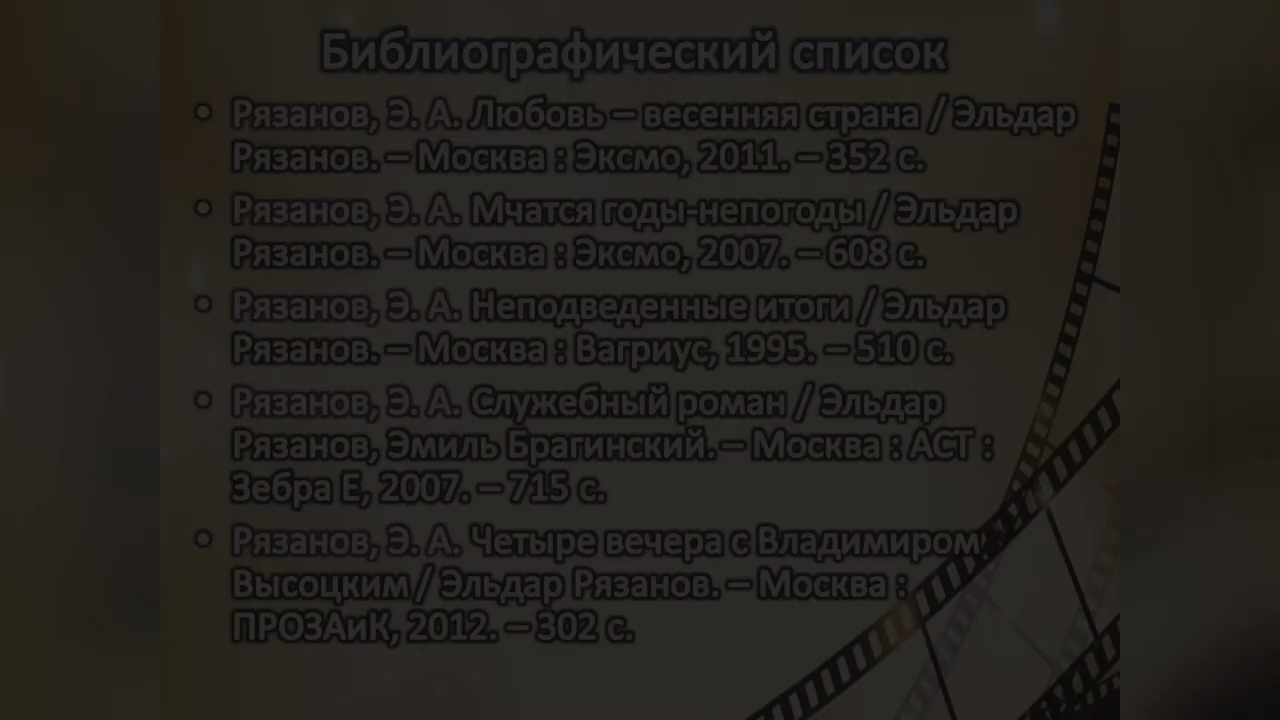 Библиографический список
• Рязанов, Э. А. Любовь – весенняя страна / Эльдар
Рязанов. – Москва : Эксмо, 2011. – 352 с.
• Рязанов, Э. А. Мчатся годы-непогоды / Эльдар
Рязанов. – Москва : Эксмо, 2007. – 608 с.
• Рязанов, Э. А. Неподведенные итоги / Эльдар
Рязанов. – Москва : Вагриус, 1995. – 510 с.
• Рязанов, Э. А. Служебный роман / Эльдар
Рязанов, Эмиль Брагинский. – Москва : АСТ :
Зебра Е, 2007. – 715 с.
• Рязанов, Э. А. Четыре вечера с Владимиром
Высоцким / Эльдар Рязанов. – Москва :
ПРОЗАиК, 2012. – 302 с.